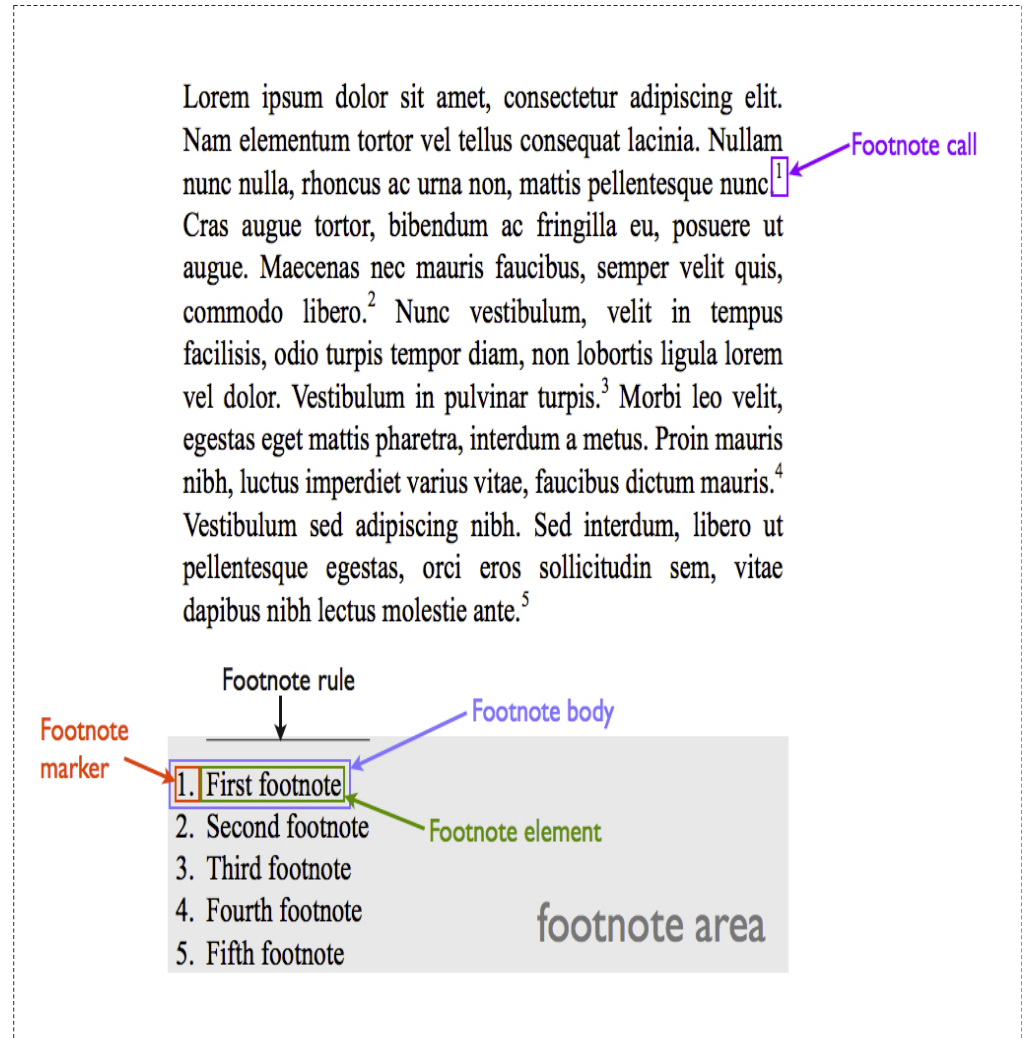 Lorem ipsum dolor sit amet, consectetur adipiscing elit.
Nam elementum tortor vel tellus consequat lacinia. Nullam
Footnote call
nunc nulla, rhoncus ac urna non, mattis pellentesque nunc.1
Cras augue tortor, bibendum ac fringilla eu, posuere ut
augue. Maecenas nec mauris faucibus, semper velit quis,
commodo libero.2 Nunc vestibulum, velit in tempus
facilisis, odio turpis tempor diam, non lobortis ligula lorem
vel dolor. Vestibulum in pulvinar turpis.3 Morbi leo velit,
egestas eget mattis pharetra, interdum a metus. Proin mauris
nibh, luctus imperdiet varius vitae, faucibus dictum mauris.4
Vestibulum sed adipiscing nibh. Sed interdum, libero ut
pellentesque egestas, orci eros sollicitudin sem, vitae
dapibus nibh lectus molestie ante.5
Footnote rule
Footnote body
Footnote
marker
1. First footnote
2. Second footnote
Footnote element
3. Third footnote
4. Fourth footnote
footnote area
5. Fifth footnote